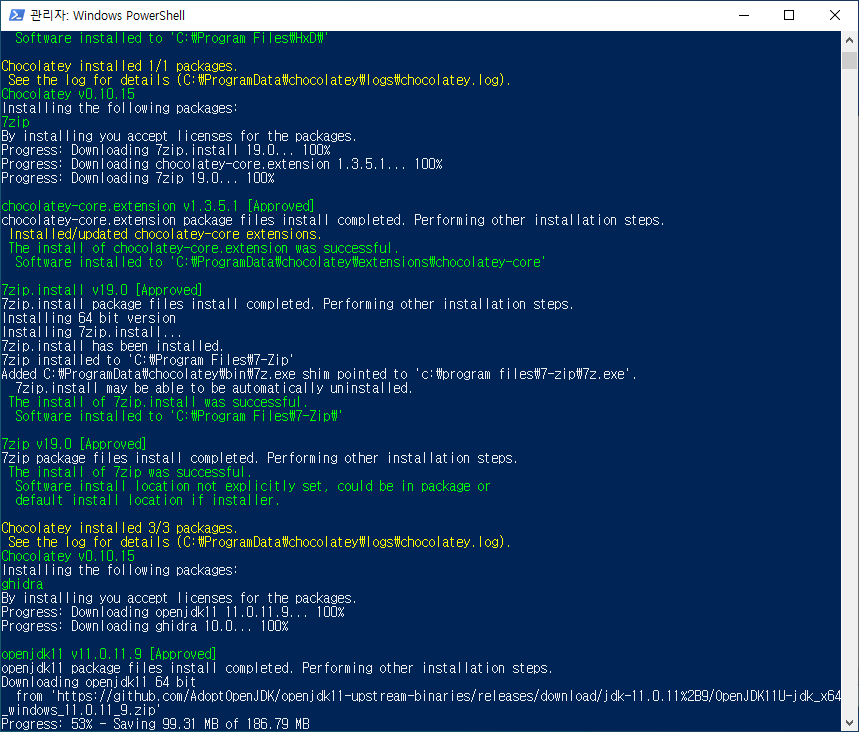 관리자: Windows PowerShell
Software installed to 'C:₩Program Files₩HxD₩'
Chocolatey installed 1/1 packages.
See the log for details (C:₩ProgramData₩chocolatey₩logs₩chocolatey.log).
Chocolatey v0.10.15
Installing the following packages:
7zip
By installing you accept licenses for the packages.
Progress: Downloading 7zip.install 19.0... 100%
Progress: Downloading chocolatey-core.extension 1.3.5.1... 100%
Progress: Downloading 7zip 19.0... 100%
chocolatey-core.extension v1.3.5.1 [Approved]
chocolatey-core.extension package files install completed. Performing other installation steps.
Installed/updated chocolatey-core extensions.
The install of chocolatey-core.extension was successful.
Software installed to 'C:₩ProgramData₩chocolatey₩extensions₩chocolatey-core'
7zip.install v19.0 [Approved]
7zip.install package files install completed. Performing other installation steps.
Installing 64 bit version
Installing 7zip.install...
7zip.install has been installed.
7zip installed to 'C:₩Program Files₩7-Zip'
Added C:₩ProgramData₩chocolatey₩bin₩7z.exe shim pointed to 'c:₩program files₩7-zip₩7z.exe'.
7zip.install may be able to be automatically uninstalled.
The install of 7zip.install was successful.
Software installed to 'C:₩Program Files₩7-Zip₩'
7zip v19.0 [Approved]
7zip package files install completed. Performing other installation steps.
The install of 7zip was successful.
Software install location not explicitly set, could be in package or
default install location if installer.
Chocolatey installed 3/3 packages.
See the log for details (C:₩ProgramData₩chocolatey₩logs₩chocolatey.log).
Chocolatey v0.10.15
Installing the following packages:
ghidra
By installing you accept licenses for the packages.
Progress: Downloading openjdk11 11.0.11.9... 100%
Progress: Downloading ghidra 10.0... 100%
openjdk11 v11.0.11.9 [Approved]
openjdk11 package files install completed. Performing other installation steps.
Downloading openjdk11 64 bit
from 'https://github.com/AdoptOpenJDK/openjdk11-upstream-binaries/releases/download/jdk-11.0.11%2B9/OpenJDK11U-jdk_x64
_windows_11.0.11_9.zip'
Progress: 53% - Saving 99.31 MB of 186.79 MB